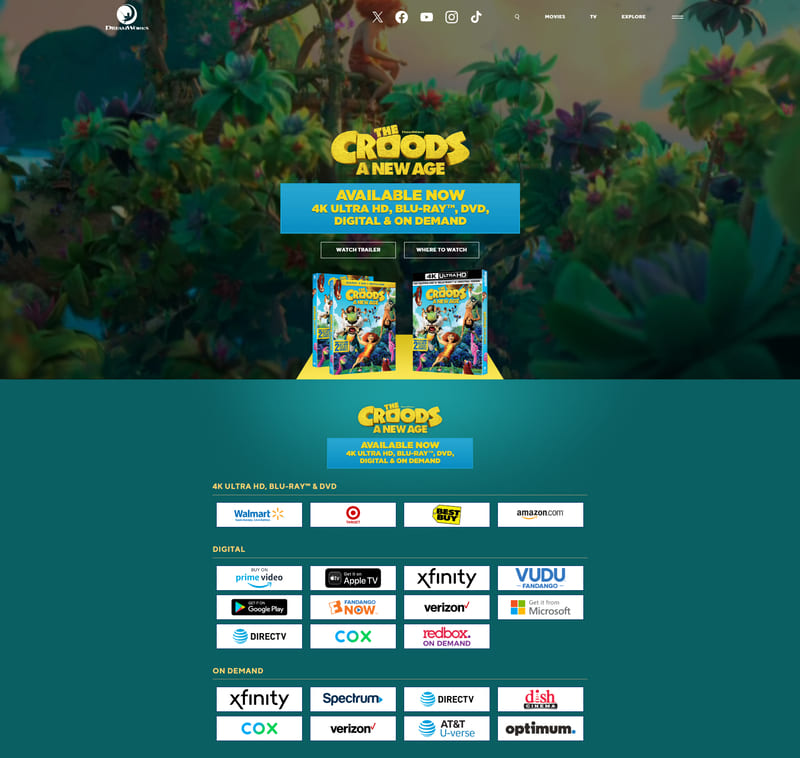 DREAMWORKS
MOVIES
TV
EXPLORE
THE
CROODS
A NEW AGE
AVAILABLE NOW
4K ULTRA HD, BLU-RAY™, DVD,
DIGITAL & ON DEMAND
WATCH TRAILER
WHERE TO WATCH
4K ULTRA HD
THE
CROODS
A NEW AGE
THE
CROODS
A NEW AGE
THE
CROODS
A NEW AGE
AVAILABLE NOW
4K ULTRA HD, BLU-RAY™, DVD,
DIGITAL & ON DEMAND
4K ULTRA HD, BLU-RAY™ & DVD
Walmart
TARGET
BEST BUY
amazon.com
DIGITAL
BUY ON
prime video
Get it on
Apple TV
xfinity
VUDU
FANDANGO
GET IT ON
Google Play
FANDANGO
NOW
verizon
Get it from
Microsoft
DIRECTV
COX
redbox.
ON DEMAND
ON DEMAND
xfinity
Spectrum
DIRECTV
dish
CINEMA
COX
verizon
AT&T
U-verse
optimum.